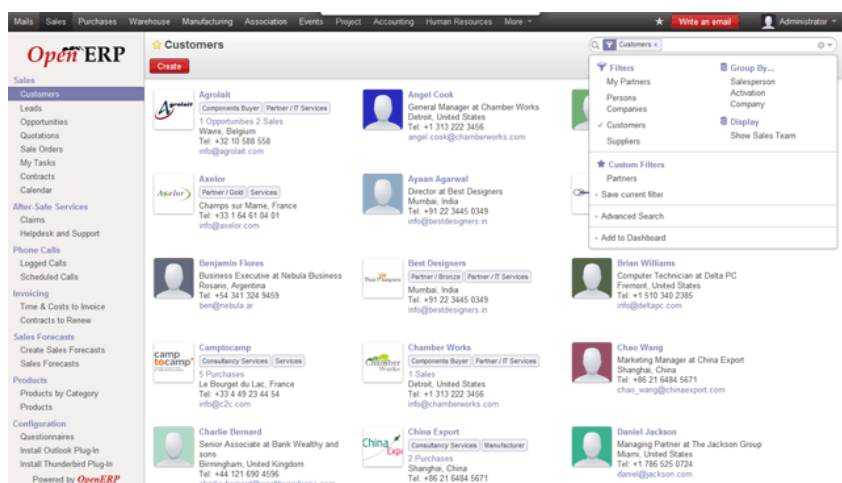 Mails Sales Purchases Warehouse Manufacturing Association Events Project Accounting Human Resources More
Write an email
Administrator
Open ERP
Sales
Customers
Leads
Opportunities
Quotations
Sale Orders
My Tasks
Contracts
Calendar
After-Sale Services
Claims
Helpdesk and Support
Phone Calls
Logged Calls
Scheduled Calls
Invoicing
Time & Costs to Invoice
Contracts to Renew
Sales Forecasts
Create Sales Forecasts
Sales Forecasts
Products
Products by Category
Products
Configuration
Questionnaires
Install Outlook Plug-In
Install Thunderbird Plug-In
Powered by OpenERP
Customers
Create
Customers x
Filters
My Partners
Persons
Companies
✓ Customers
Suppliers
Group By...
Salesperson
Activation
Company
Display
Show Sales Team
Custom Filters
Partners
Save current filter
Advanced Search
Add to Dashboard
Agrolait
Agrolait
Components Buyer Partner / IT Services
1 Opportunities 2 Sales
Wavre, Belgium
Tel: +32 10 588 558
info@agrolait.com
Angel Cook
General Manager at Chamber Works
Detroit, United States
Tel: +1 313 222 3456
angel.cook@chamberworks.com
Axelor
Axelor
Partner / Gold Services
Champs sur Marne, France
Tel: +33 1 64 61 04 01
info@axelor.com
Ayaan Agarwal
Director at Best Designers
Mumbai, India
Tel: +91 22 3445 0349
info@bestdesigners.in
Benjamin Flores
Business Executive at Nebula Business
Rosario, Argentina
Tel: +54 341 324 9459
ben@nebula.ar
Best Designers
Best Designers
Partner / Bronze Partner / IT Services
Mumbai, India
Tel: +91 22 3445 0349
info@bestdesigners.in
Brian Williams
Computer Technician at Delta PC
Fremont, United States
Tel: +1 510 340 2385
info@deltapc.com
camp
tocamp
Camptocamp
Consultancy Services Services
5 Purchases
Le Bourget du Lac, France
Tel: +33 4 49 23 44 54
info@c2c.com
Chamber
Works
Chamber Works
Components Buyer Partner / IT Services
1 Sales
Detroit, United States
Tel: +1 313 222 3456
info@chamberworks.com
Chao Wang
Marketing Manager at China Export
Shanghai, China
Tel: +86 21 6484 5671
chao_wang@chinaexport.com
Charlie Bernard
Senior Associate at Bank Wealthy and
sons
Birmingham, United Kingdom
Tel: +44 121 690 4596
China
Expo
China Export
Consultancy Services Manufacturer
2 Purchases
Shanghai, China
Tel: +86 21 6484 5671
Daniel Jackson
Managing Partner at The Jackson Group
Miami, United States
Tel: +1 786 525 0724
daniel@jackson.com